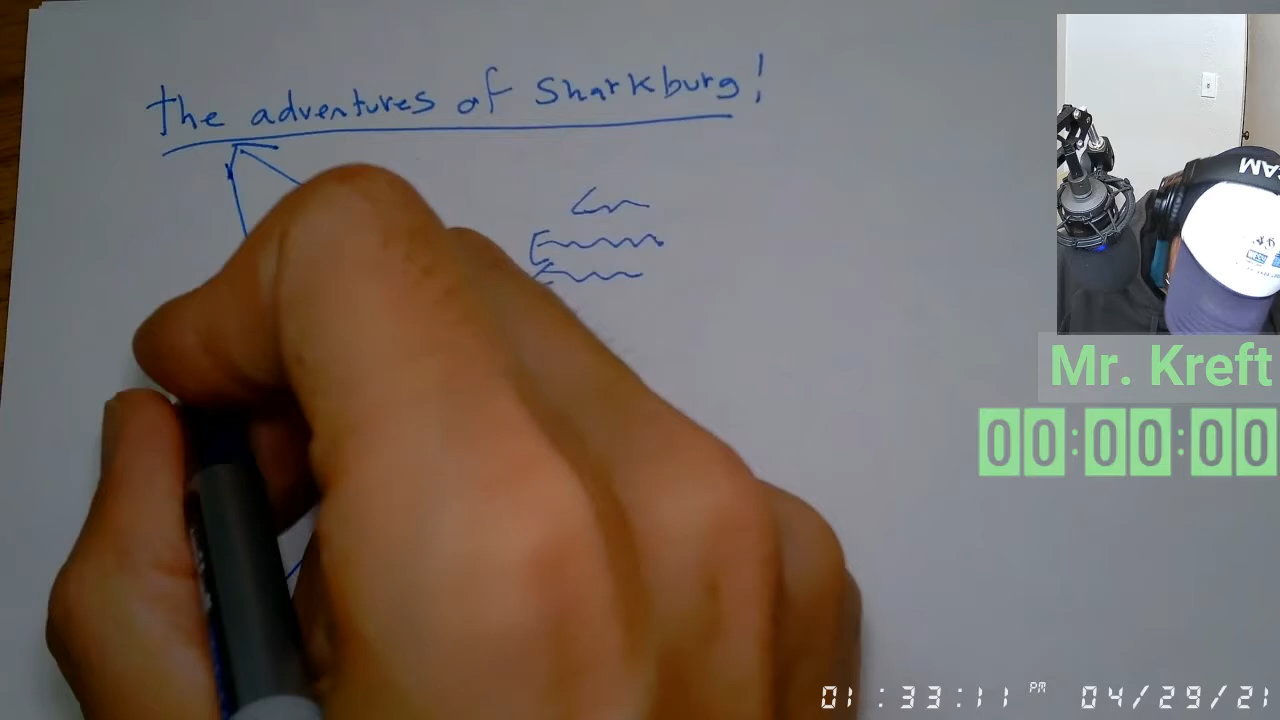 the adventures of Sharkburg!
Mr. Kreft
00:00:00
01:33:11 PM 04/29/21